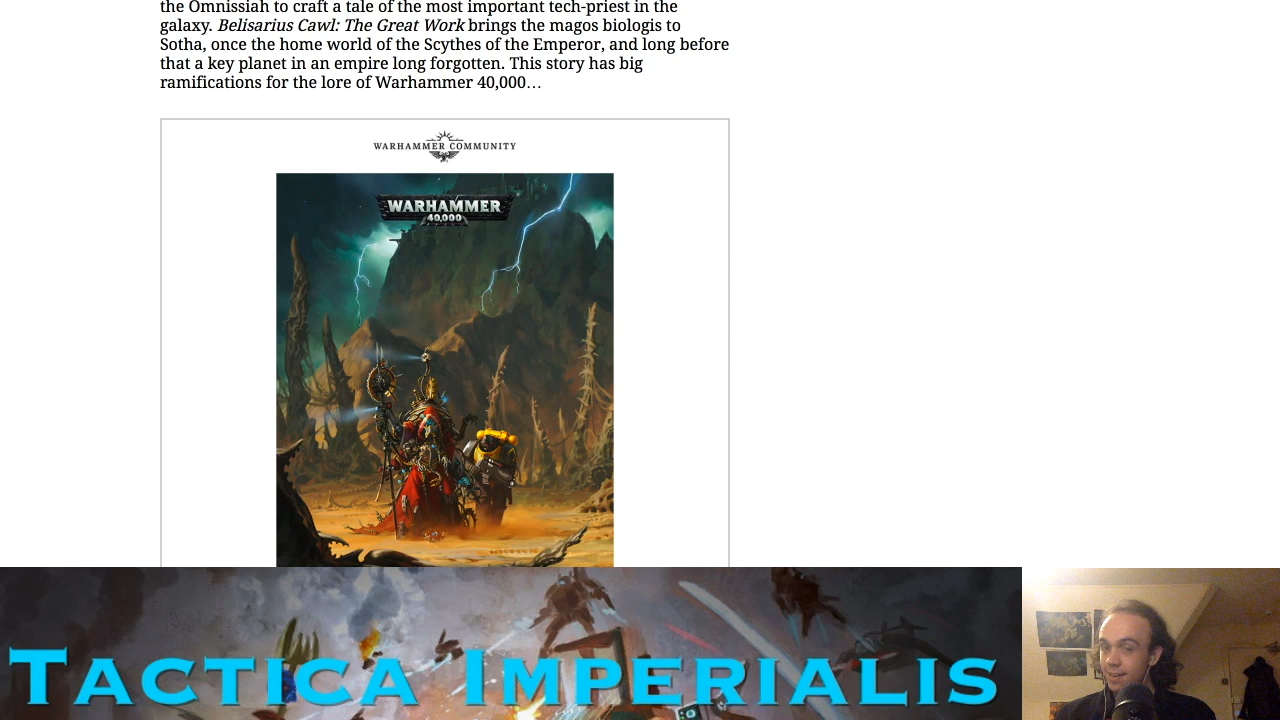 the Omnissiah to craft a tale of the most important tech-priest in the
galaxy. Belisarius Cawl: The Great Work brings the magos biologis to
Sotha, once the home world of the Scythes of the Emperor, and long before
that a key planet in an empire long forgotten. This story has big
ramifications for the lore of Warhammer 40,000…
WARHAMMER COMMUNITY
WARHAMMER
40,000
TACTICA IMPERIALIS